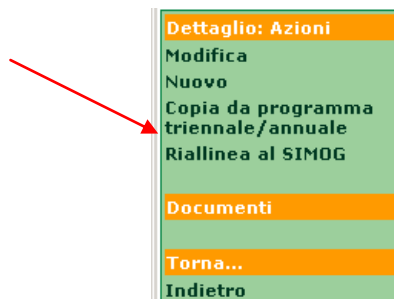 Dettaglio: Azioni
Modifica
Nuovo
Copia da programma
triennale/annuale
Riallinea al SIMOG
Documenti
Torna...
Indietro